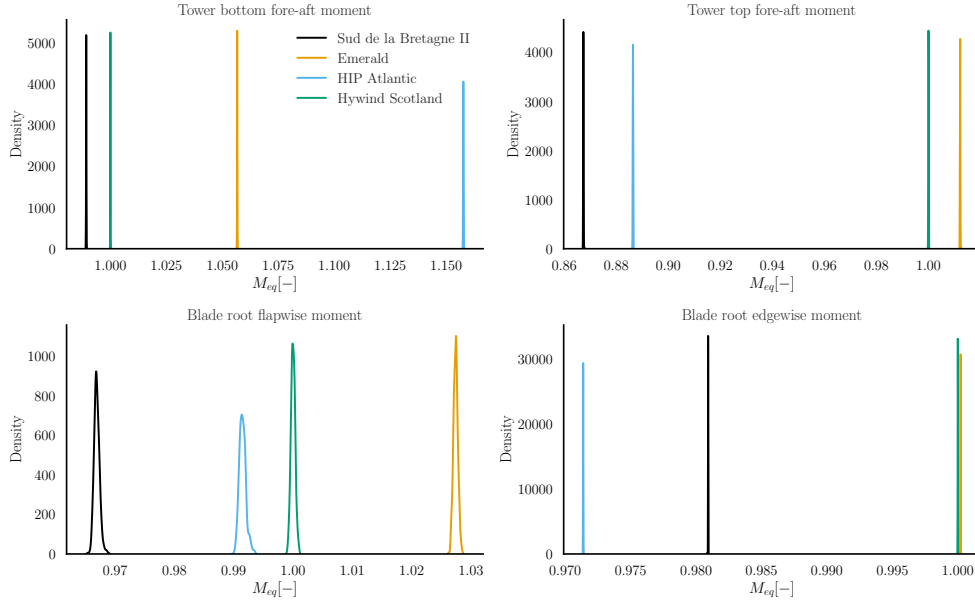 Tower bottom fore-aft moment
Density
5000
4000
3000
2000
1000
0
Sud de la Bretagne II
Emerald
HIP Atlantic
Hywind Scotland
1.000 1.025 1.050 1.075 1.100 1.125 1.150
M_eq[−]
Tower top fore-aft moment
Density
4000
3000
2000
1000
0
0.86 0.88 0.90 0.92 0.94 0.96 0.98 1.00
M_eq[−]
Blade root flapwise moment
Density
1000
800
600
400
200
0
0.97 0.98 0.99 1.00 1.01 1.02 1.03
M_eq[−]
Blade root edgewise moment
Density
30000
20000
10000
0
0.970 0.975 0.980 0.985 0.990 0.995 1.000
M_eq[−]